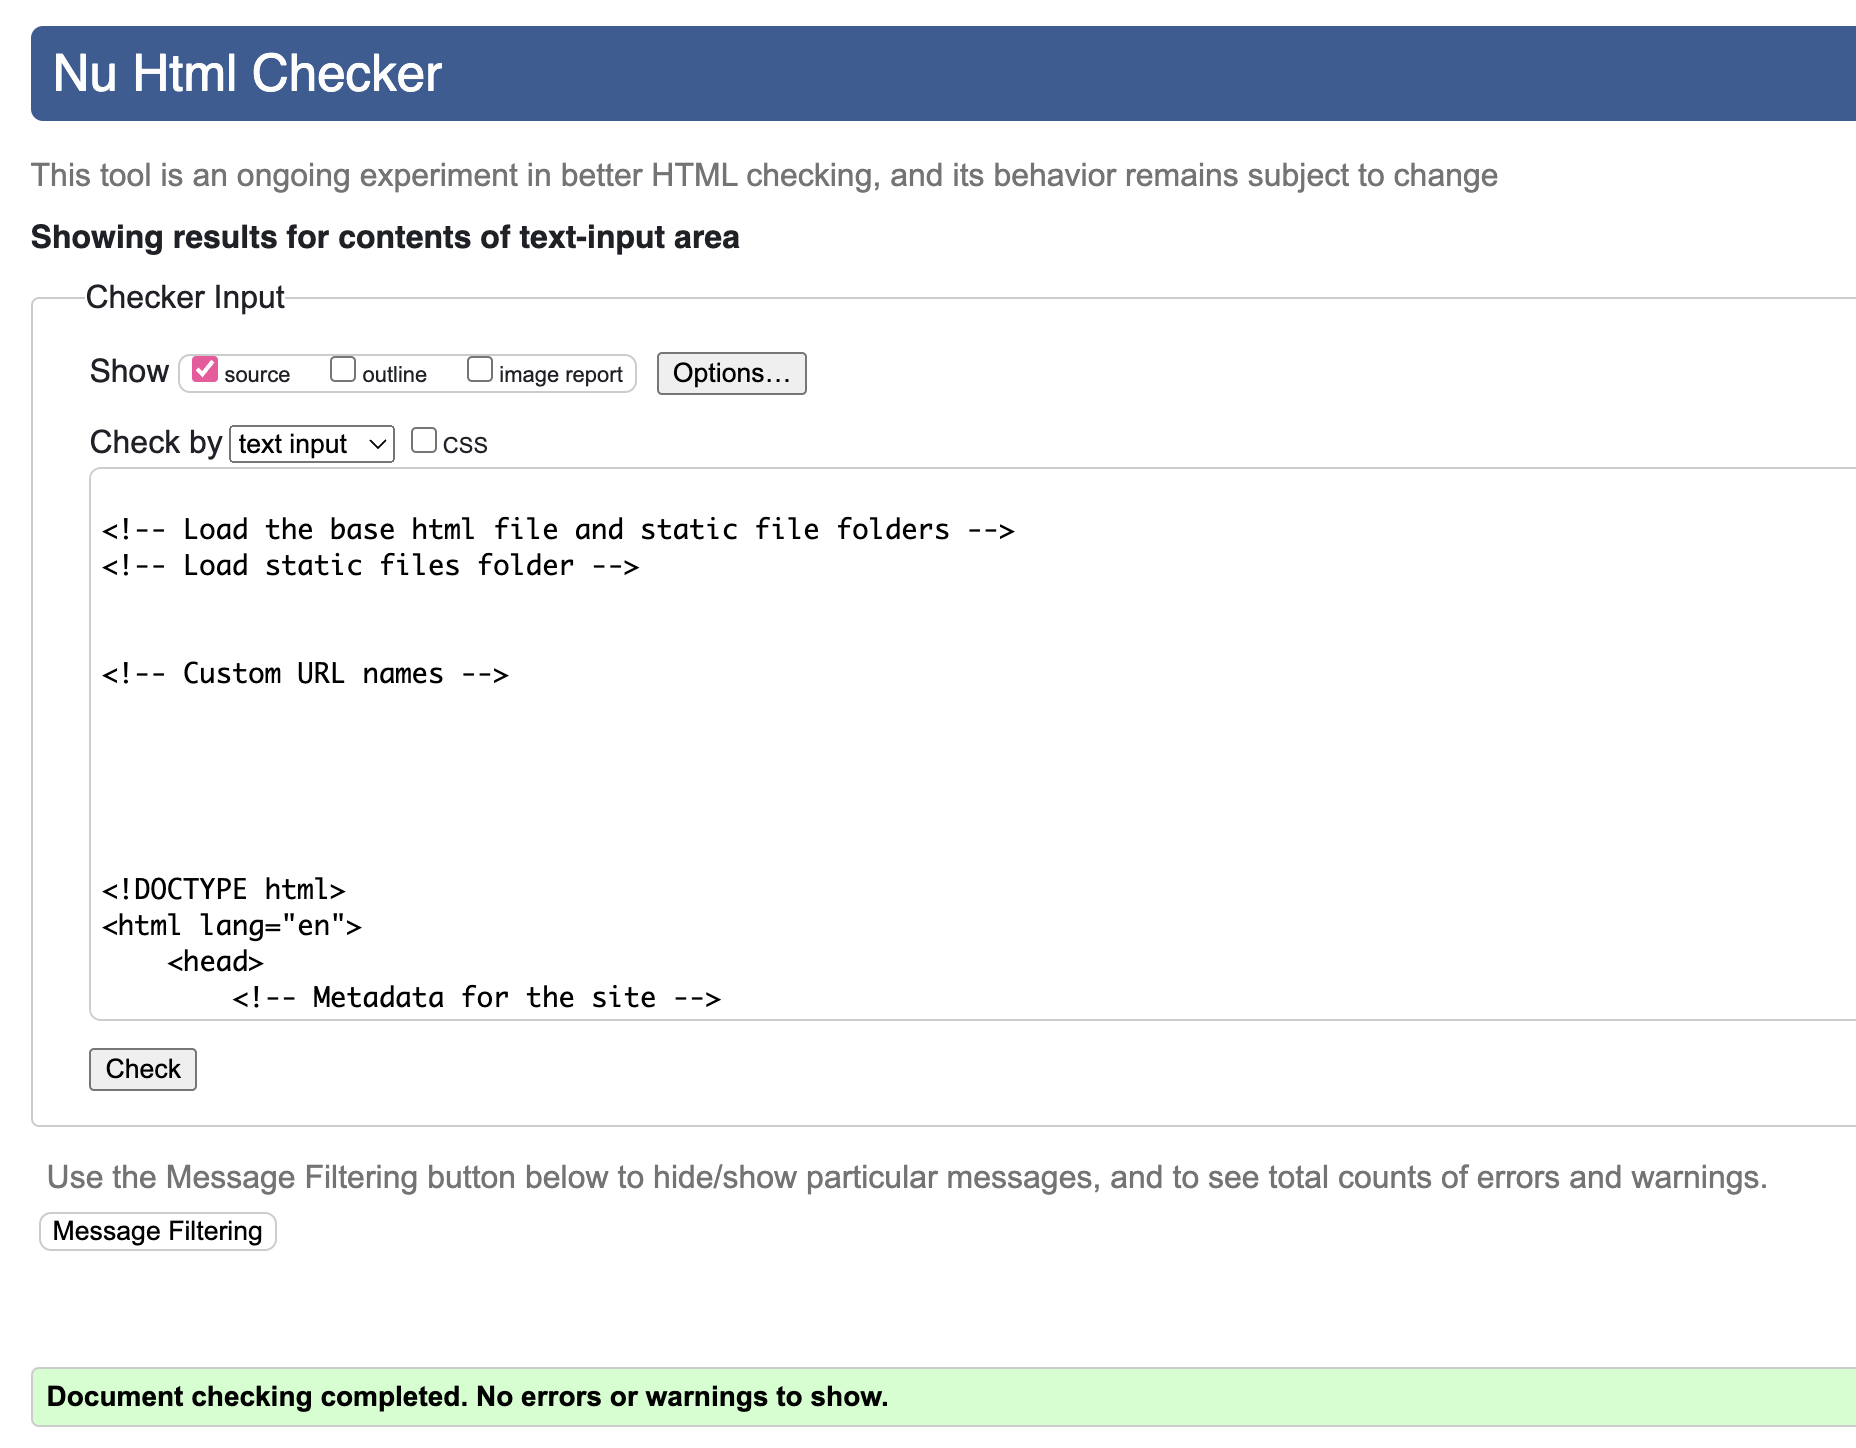 Nu Html Checker
This tool is an ongoing experiment in better HTML checking, and its behavior remains subject to change
Showing results for contents of text-input area
Checker Input
Show source outline image report Options...
Check by text input css
<!-- Load the base html file and static file folders -->
<!-- Load static files folder -->
<!-- Custom URL names -->
<!DOCTYPE html>
<html lang="en">
<head>
<!-- Metadata for the site -->
Check
Use the Message Filtering button below to hide/show particular messages, and to see total counts of errors and warnings.
Message Filtering
Document checking completed. No errors or warnings to show.